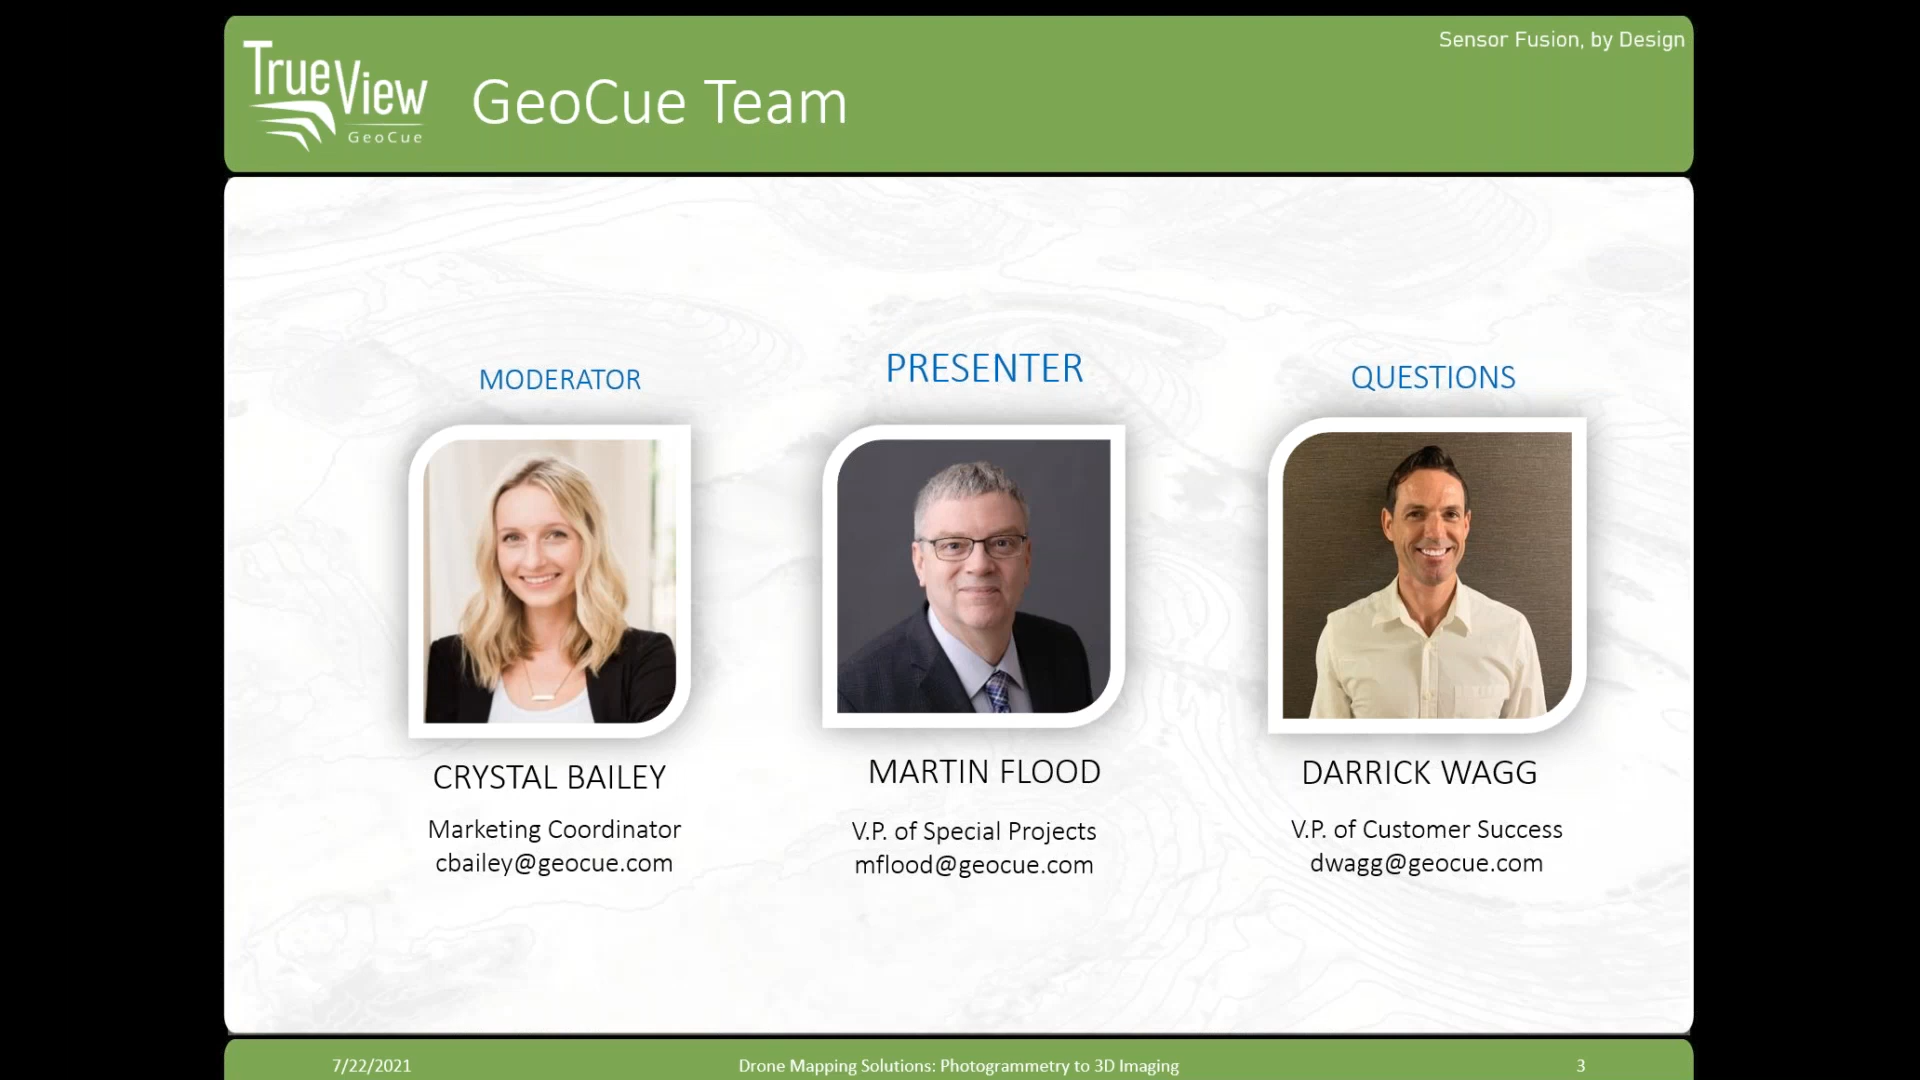 Sensor Fusion, by Design
TrueView
GeoCue
GeoCue Team
MODERATOR
PRESENTER
QUESTIONS
CRYSTAL BAILEY
Marketing Coordinator
cbailey@geocue.com
MARTIN FLOOD
V.P. of Special Projects
mflood@geocue.com
DARRICK WAGG
V.P. of Customer Success
dwagg@geocue.com
7/22/2021
Drone Mapping Solutions: Photogrammetry to 3D Imaging
3